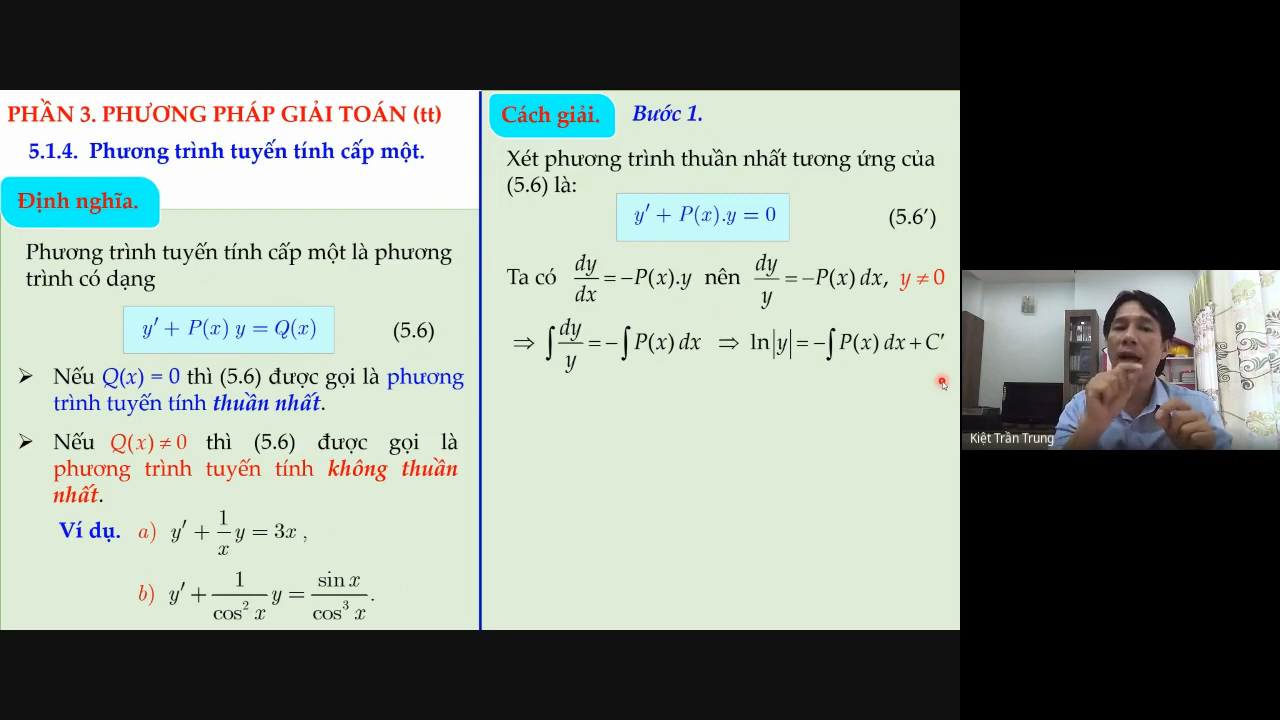 PHẦN 3. PHƯƠNG PHÁP GIẢI TOÁN (tt)
5.1.4. Phương trình tuyến tính cấp một.
Định nghĩa.
Phương trình tuyến tính cấp một là phương
trình có dạng
y′ + P(x) y = Q(x) (5.6)
➢ Nếu Q(x) = 0 thì (5.6) được gọi là phương
trình tuyến tính thuần nhất.
➢ Nếu Q(x) ≠ 0 thì (5.6) được gọi là
phương trình tuyến tính không thuần
nhất.
Ví dụ. a) y′ + 1/x y = 3x ,
b) y′ + 1/cos² x y = sin x/cos³ x .
Cách giải. Bước 1.
Xét phương trình thuần nhất tương ứng của
(5.6) là:
y′ + P(x).y = 0 (5.6′)
Ta có dy/dx = −P(x).y nên dy/y = −P(x) dx, y ≠ 0
⇒ ∫ dy/y = −∫ P(x) dx ⇒ ln|y| = −∫ P(x) dx + C′
Kiệt Trần Trung